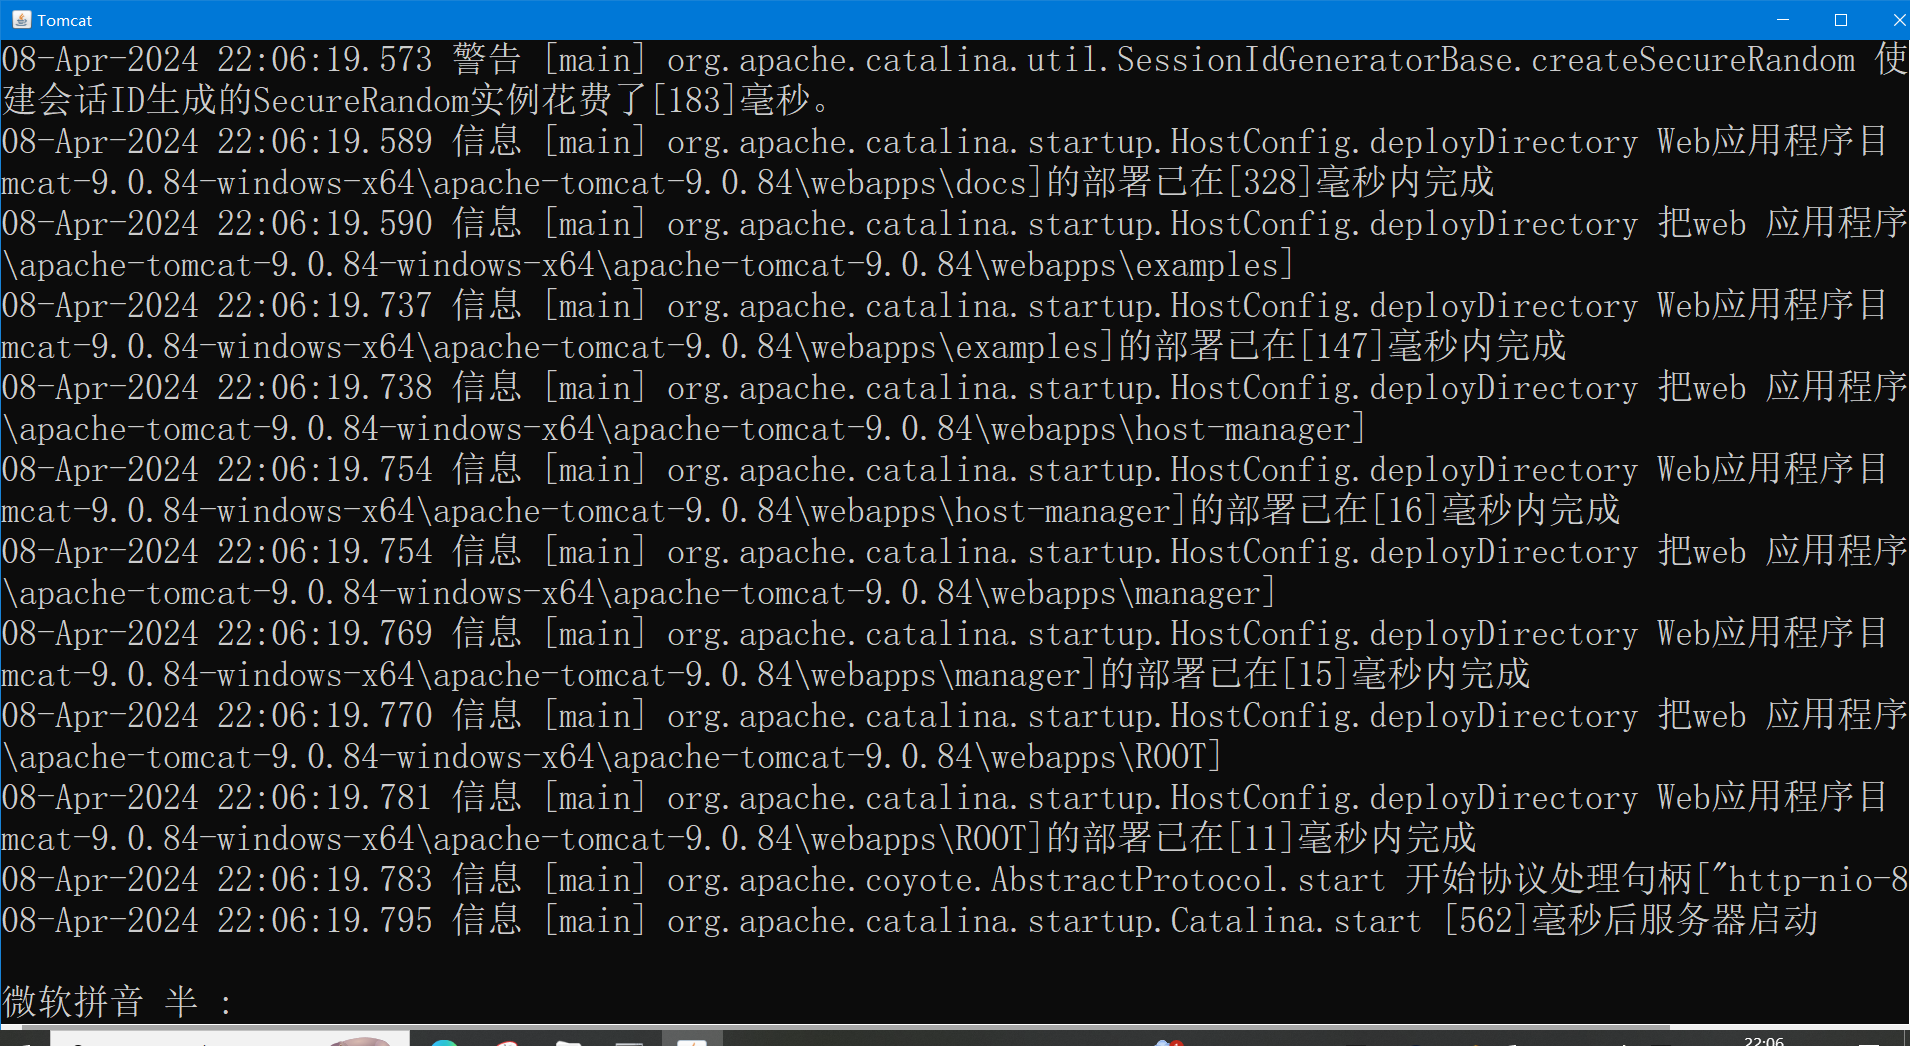 Tomcat
08-Apr-2024 22:06:19.573 警告 [main] org.apache.catalina.util.SessionIdGeneratorBase.createSecureRandom 使
建会话ID生成的SecureRandom实例花费了[183]毫秒。
08-Apr-2024 22:06:19.589 信息 [main] org.apache.catalina.startup.HostConfig.deployDirectory Web应用程序目
mcat-9.0.84-windows-x64\apache-tomcat-9.0.84\webapps\docs]的部署已在[328]毫秒内完成
08-Apr-2024 22:06:19.590 信息 [main] org.apache.catalina.startup.HostConfig.deployDirectory 把web 应用程序
\apache-tomcat-9.0.84-windows-x64\apache-tomcat-9.0.84\webapps\examples]
08-Apr-2024 22:06:19.737 信息 [main] org.apache.catalina.startup.HostConfig.deployDirectory Web应用程序目
mcat-9.0.84-windows-x64\apache-tomcat-9.0.84\webapps\examples]的部署已在[147]毫秒内完成
08-Apr-2024 22:06:19.738 信息 [main] org.apache.catalina.startup.HostConfig.deployDirectory 把web 应用程序
\apache-tomcat-9.0.84-windows-x64\apache-tomcat-9.0.84\webapps\host-manager]
08-Apr-2024 22:06:19.754 信息 [main] org.apache.catalina.startup.HostConfig.deployDirectory Web应用程序目
mcat-9.0.84-windows-x64\apache-tomcat-9.0.84\webapps\host-manager]的部署已在[16]毫秒内完成
08-Apr-2024 22:06:19.754 信息 [main] org.apache.catalina.startup.HostConfig.deployDirectory 把web 应用程序
\apache-tomcat-9.0.84-windows-x64\apache-tomcat-9.0.84\webapps\manager]
08-Apr-2024 22:06:19.769 信息 [main] org.apache.catalina.startup.HostConfig.deployDirectory Web应用程序目
mcat-9.0.84-windows-x64\apache-tomcat-9.0.84\webapps\manager]的部署已在[15]毫秒内完成
08-Apr-2024 22:06:19.770 信息 [main] org.apache.catalina.startup.HostConfig.deployDirectory 把web 应用程序
\apache-tomcat-9.0.84-windows-x64\apache-tomcat-9.0.84\webapps\ROOT]
08-Apr-2024 22:06:19.781 信息 [main] org.apache.catalina.startup.HostConfig.deployDirectory Web应用程序目
mcat-9.0.84-windows-x64\apache-tomcat-9.0.84\webapps\ROOT]的部署已在[11]毫秒内完成
08-Apr-2024 22:06:19.783 信息 [main] org.apache.coyote.AbstractProtocol.start 开始协议处理句柄["http-nio-8
08-Apr-2024 22:06:19.795 信息 [main] org.apache.catalina.startup.Catalina.start [562]毫秒后服务器启动
微软拼音 半 :
22:06